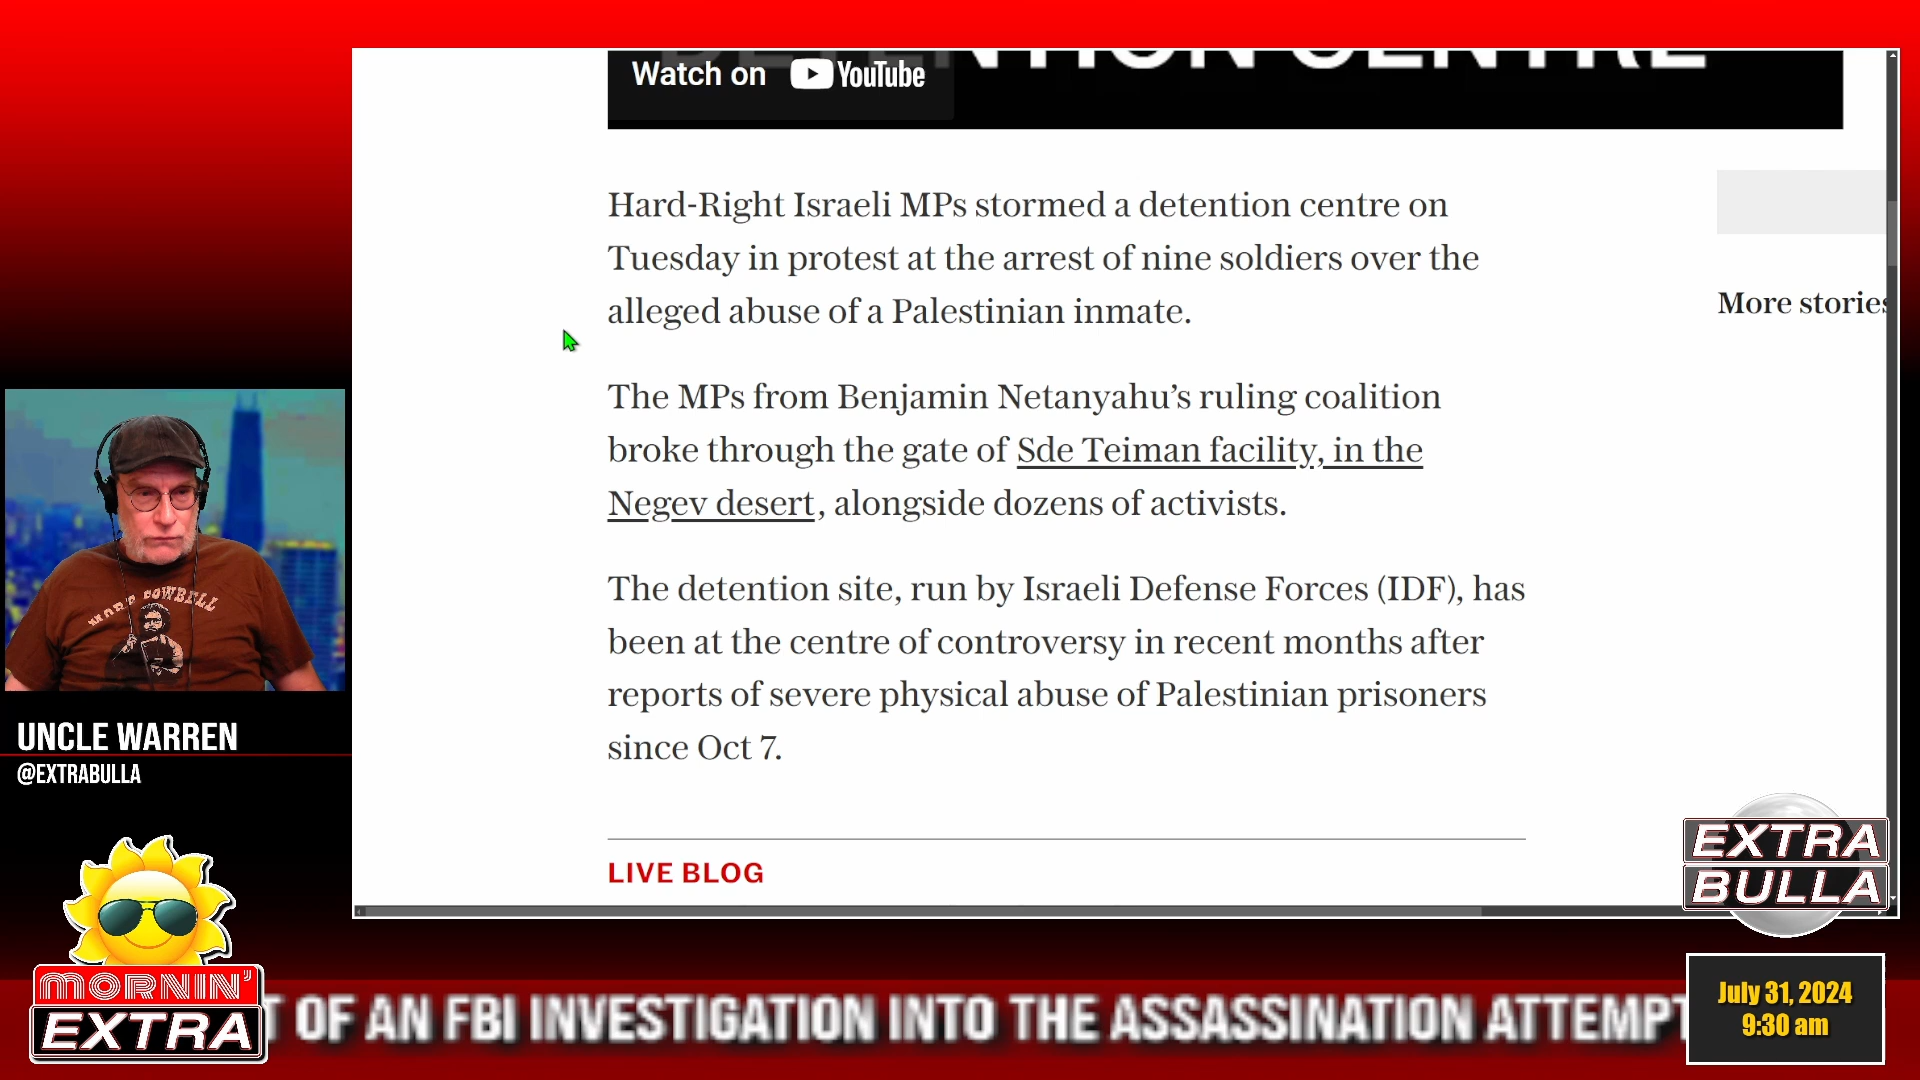 DETENTION CENTRE
Watch on YouTube
Hard-Right Israeli MPs stormed a detention centre on
Tuesday in protest at the arrest of nine soldiers over the
alleged abuse of a Palestinian inmate.
More stories
The MPs from Benjamin Netanyahu’s ruling coalition
broke through the gate of Sde Teiman facility, in the
Negev desert, alongside dozens of activists.
The detention site, run by Israeli Defense Forces (IDF), has
been at the centre of controversy in recent months after
reports of severe physical abuse of Palestinian prisoners
since Oct 7.
LIVE BLOG
MORE COWBELL
UNCLE WARREN
@EXTRABULLA
EXTRA
BULLA
MORNIN’
EXTRA
T OF AN FBI INVESTIGATION INTO THE ASSASSINATION ATTEMPT
July 31, 2024
9:30 am